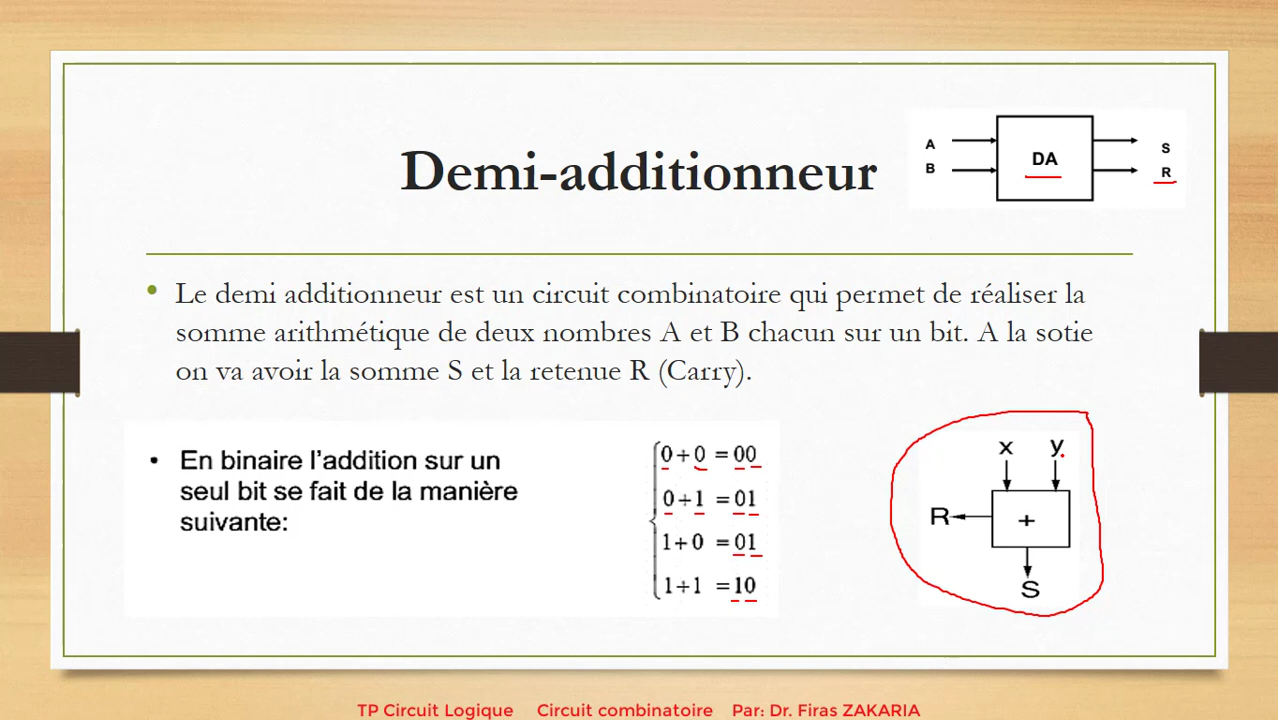 Demi-additionneur
A
B
DA
S
R
• Le demi additionneur est un circuit combinatoire qui permet de réaliser la
somme arithmétique de deux nombres A et B chacun sur un bit. A la sotie
on va avoir la somme S et la retenue R (Carry).
• En binaire l’addition sur un
seul bit se fait de la manière
suivante:
0+0 = 00
0+1 = 01
1+0 = 01
1+1 = 10
x y
R +
S
TP Circuit Logique Circuit combinatoire Par: Dr. Firas ZAKARIA